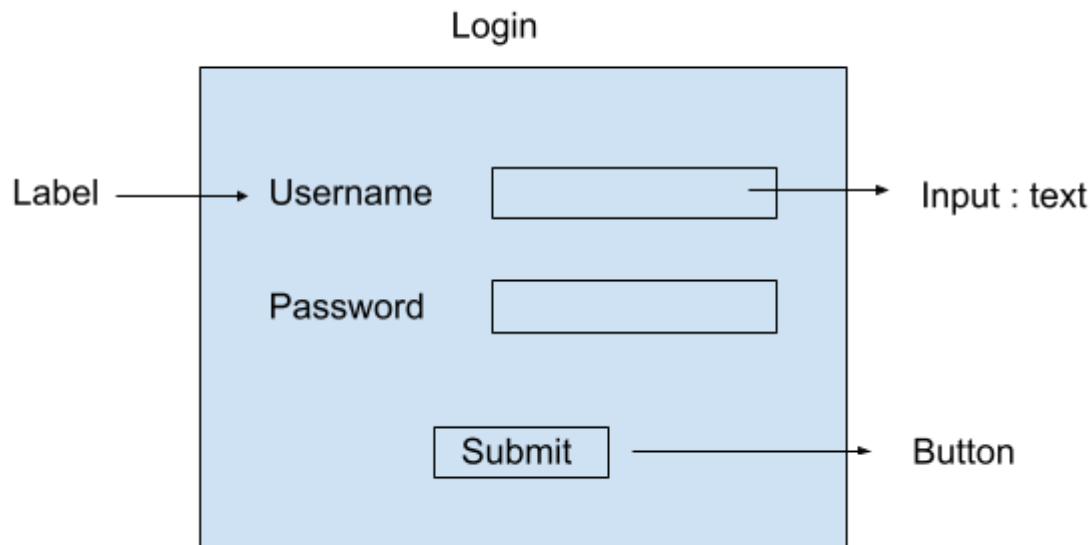 Login
Label
Username
Input : text
Password
Submit
Button